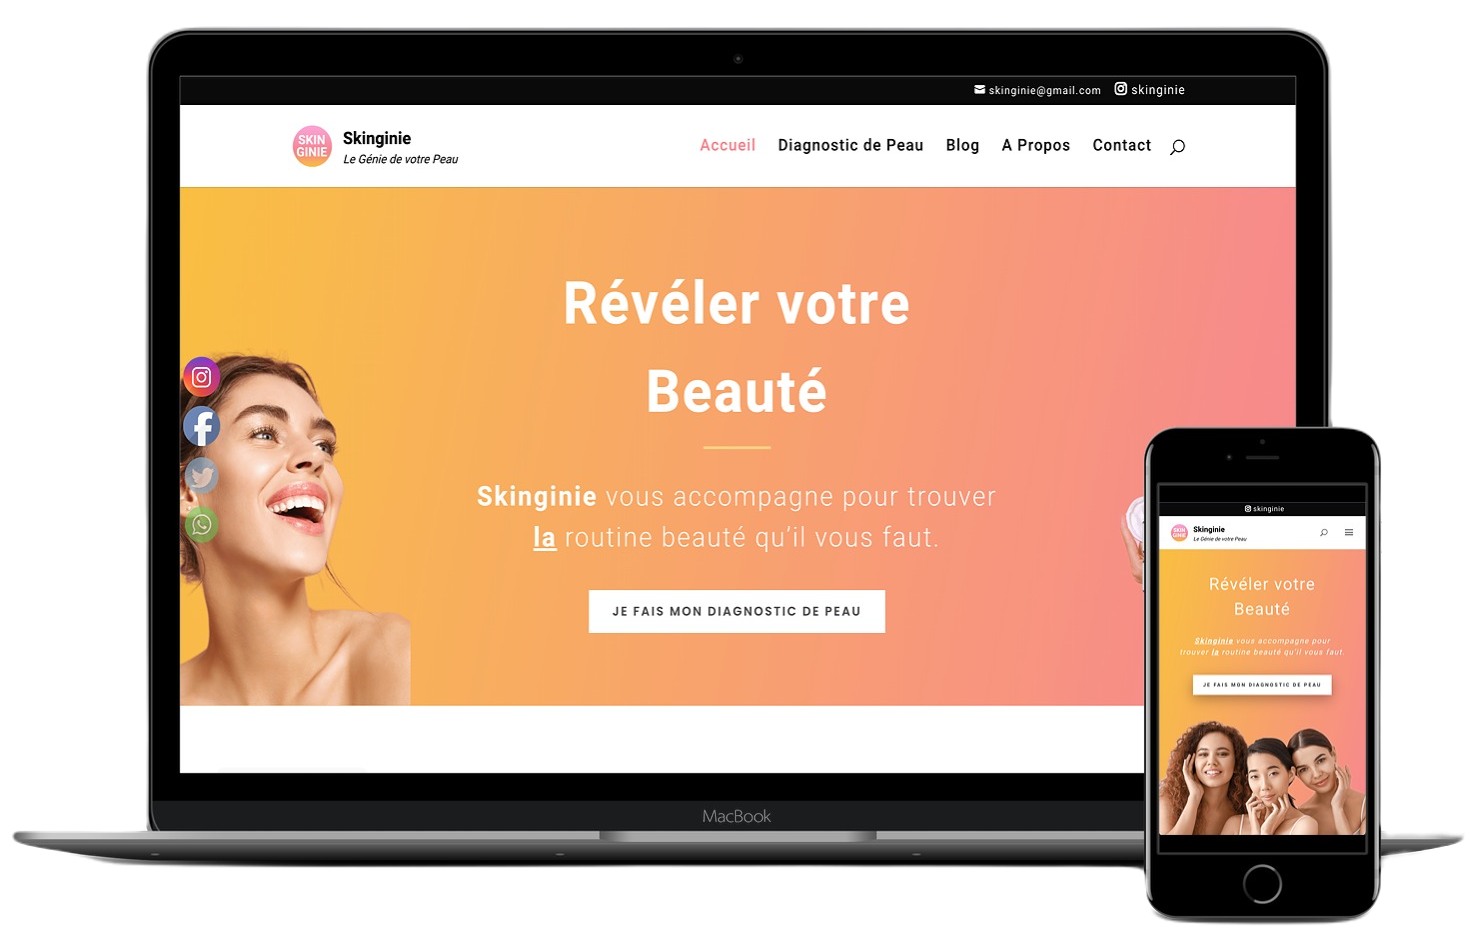 skinginie@gmail.com skinginie
SKIN
GINIE
Skinginie
Le Génie de votre Peau
Accueil Diagnostic de Peau Blog A Propos Contact
Révéler votre
Beauté
Skinginie vous accompagne pour trouver
la routine beauté qu'il vous faut.
JE FAIS MON DIAGNOSTIC DE PEAU
MacBook
skinginie
SKIN
GINIE
Skinginie
Le Génie de votre Peau
Révéler votre
Beauté
Skinginie vous accompagne pour
trouver la routine beauté qu'il vous faut.
JE FAIS MON DIAGNOSTIC DE PEAU